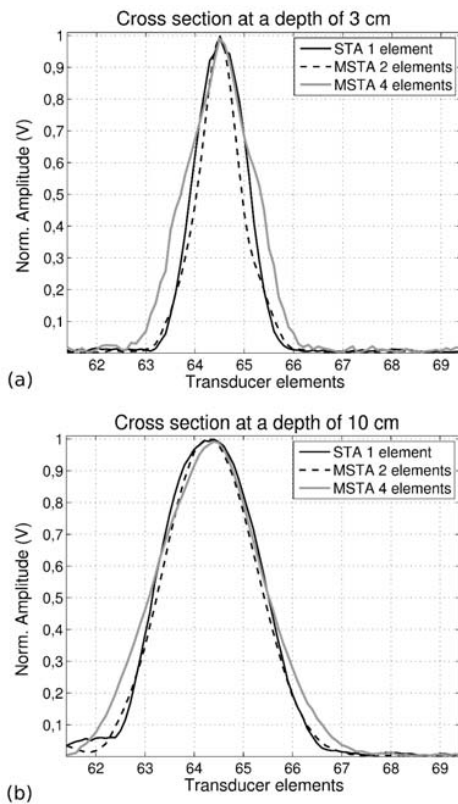 Cross section at a depth of 3 cm
STA 1 element
MSTA 2 elements
MSTA 4 elements
1
0,9
0,8
0,7
0,6
0,5
0,4
0,3
0,2
0,1
Norm. Amplitude (V)
62 63 64 65 66 67 68 69
Transducer elements
(a)
Cross section at a depth of 10 cm
STA 1 element
MSTA 2 elements
MSTA 4 elements
1
0,9
0,8
0,7
0,6
0,5
0,4
0,3
0,2
0,1
Norm. Amplitude (V)
62 63 64 65 66 67 68 69
Transducer elements
(b)